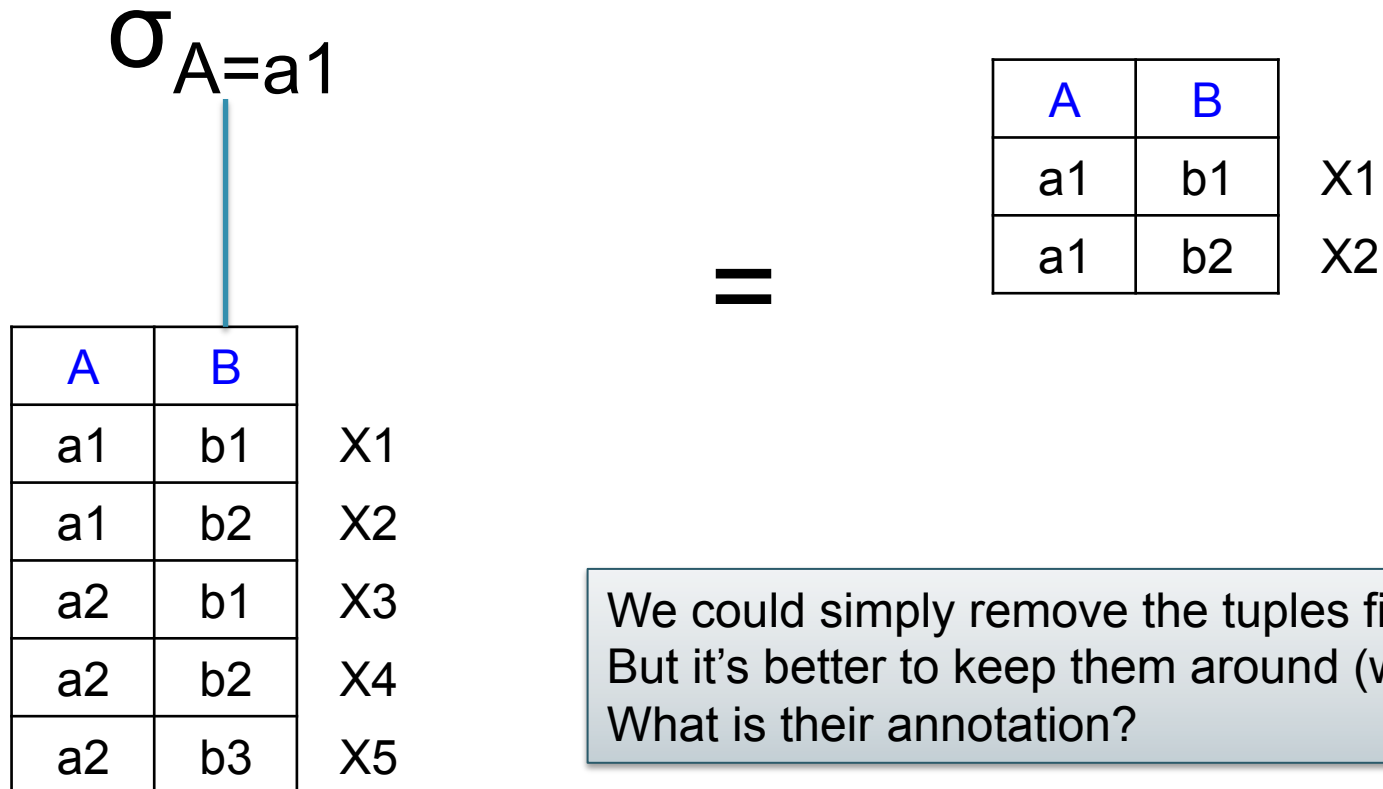 σ A=a1
A B
a1 b1 X1
a1 b2 X2
a2 b1 X3
a2 b2 X4
a2 b3 X5
=
A B
a1 b1 X1
a1 b2 X2
We could simply remove the tuples
But it's better to keep them around
What is their annotation?